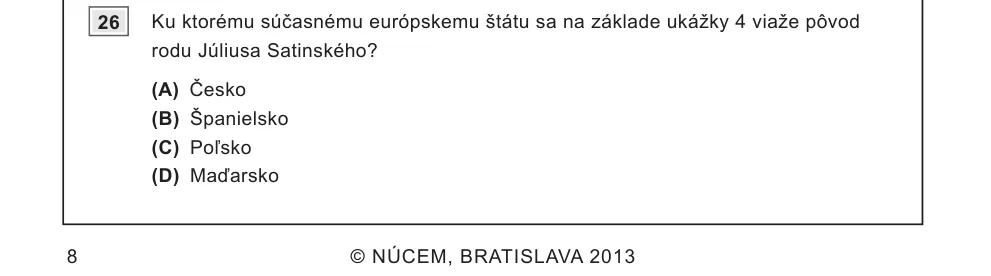 26 Ku ktorému súčasnému európskemu štátu sa na základe ukážky 4 viaže pôvod
rodu Júliusa Satinského?
(A) Česko
(B) Španielsko
(C) Poľsko
(D) Maďarsko
8 © NÚCEM, BRATISLAVA 2013